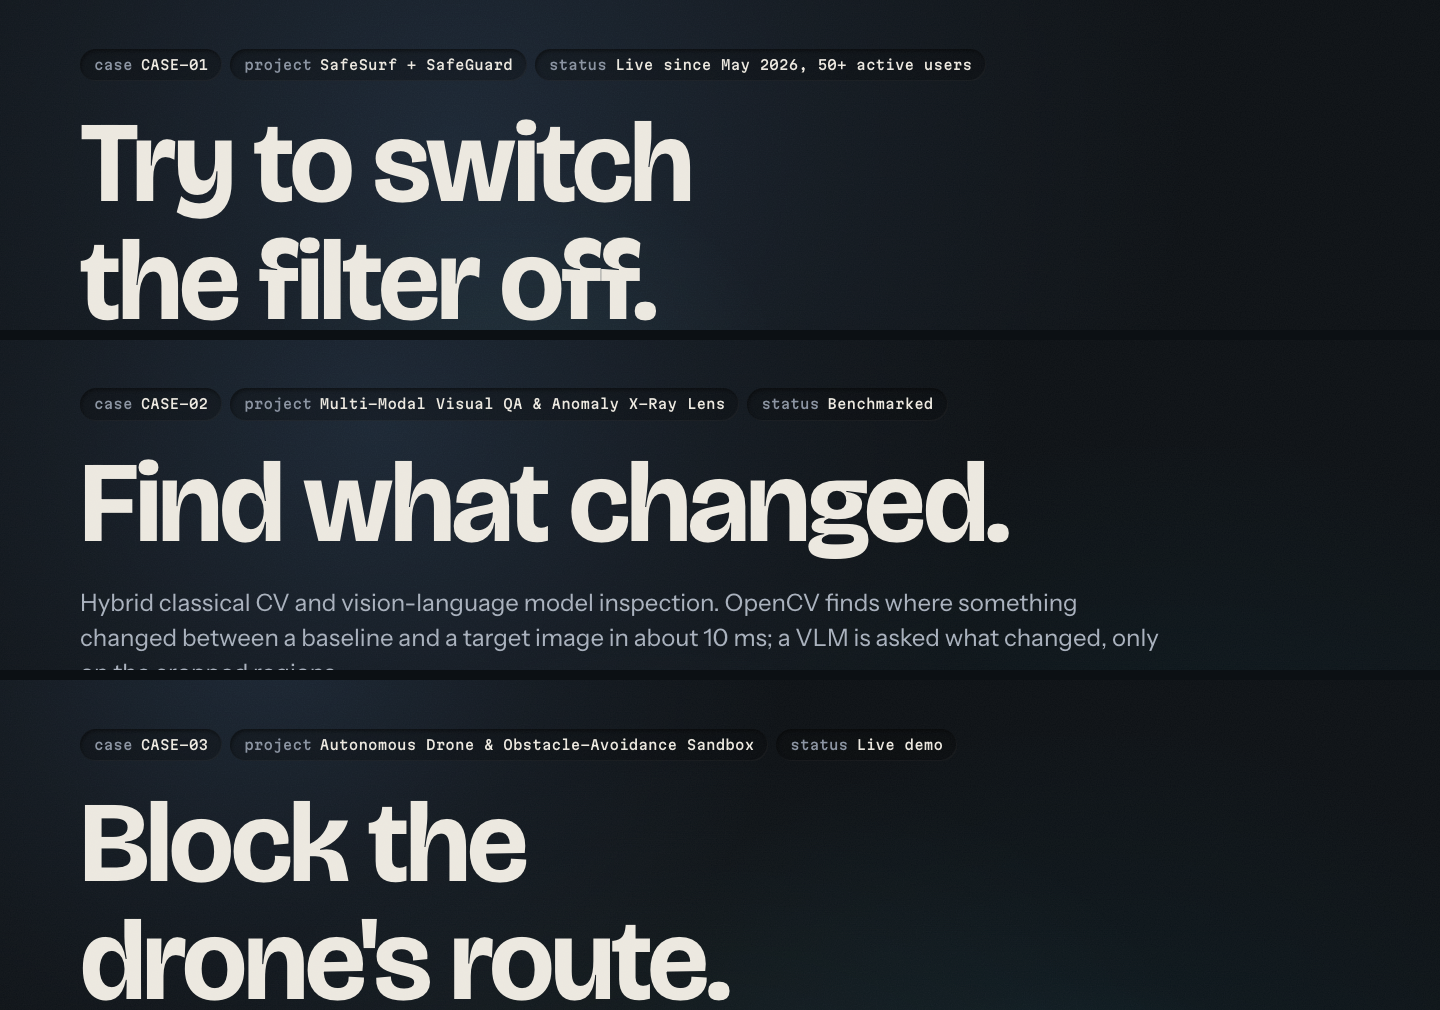 case CASE-01 project SafeSurf + SafeGuard status Live since May 2026, 50+ active users
Try to switch
the filter off.
case CASE-02 project Multi-Modal Visual QA & Anomaly X-Ray Lens status Benchmarked
Find what changed.
Hybrid classical CV and vision-language model inspection. OpenCV finds where something
changed between a baseline and a target image in about 10 ms; a VLM is asked what changed, only
on the cropped regions.
case CASE-03 project Autonomous Drone & Obstacle-Avoidance Sandbox status Live demo
Block the
drone's route.